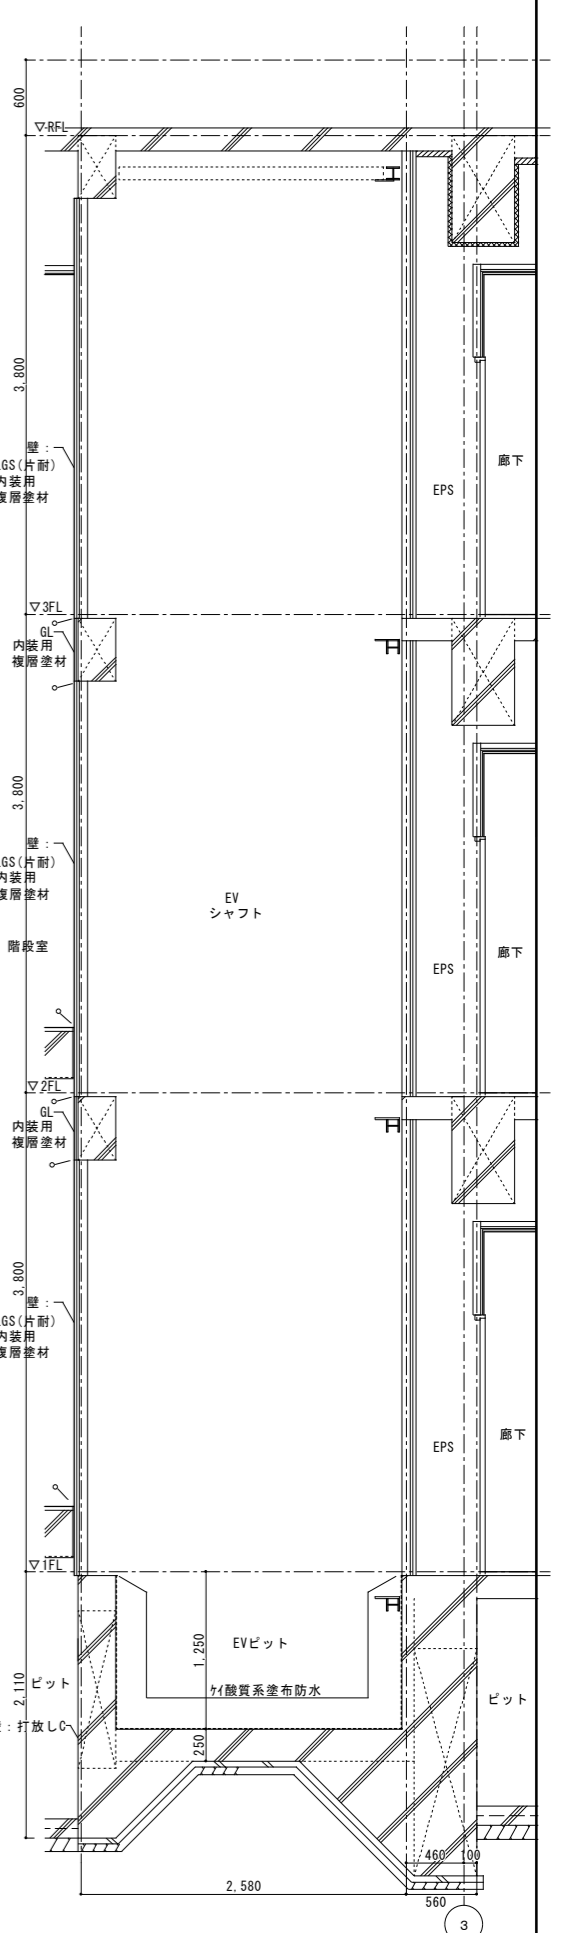 600
▽RFL
3,800
壁:
LGS(片耐)
内装用
複層塗材
EPS
廊下
▽3FL
GL
内装用
複層塗材
3,800
壁:
LGS(片耐)
内装用
複層塗材
EV
シャフト
階段室
EPS
廊下
▽2FL
GL
内装用
複層塗材
3,800
壁:
LGS(片耐)
内装用
複層塗材
EPS
廊下
▽1FL
1,250
EVピット
2,110
ピット
ケイ酸質系塗布防水
ピット
:打放しC
250
460
100
2,580
560
3